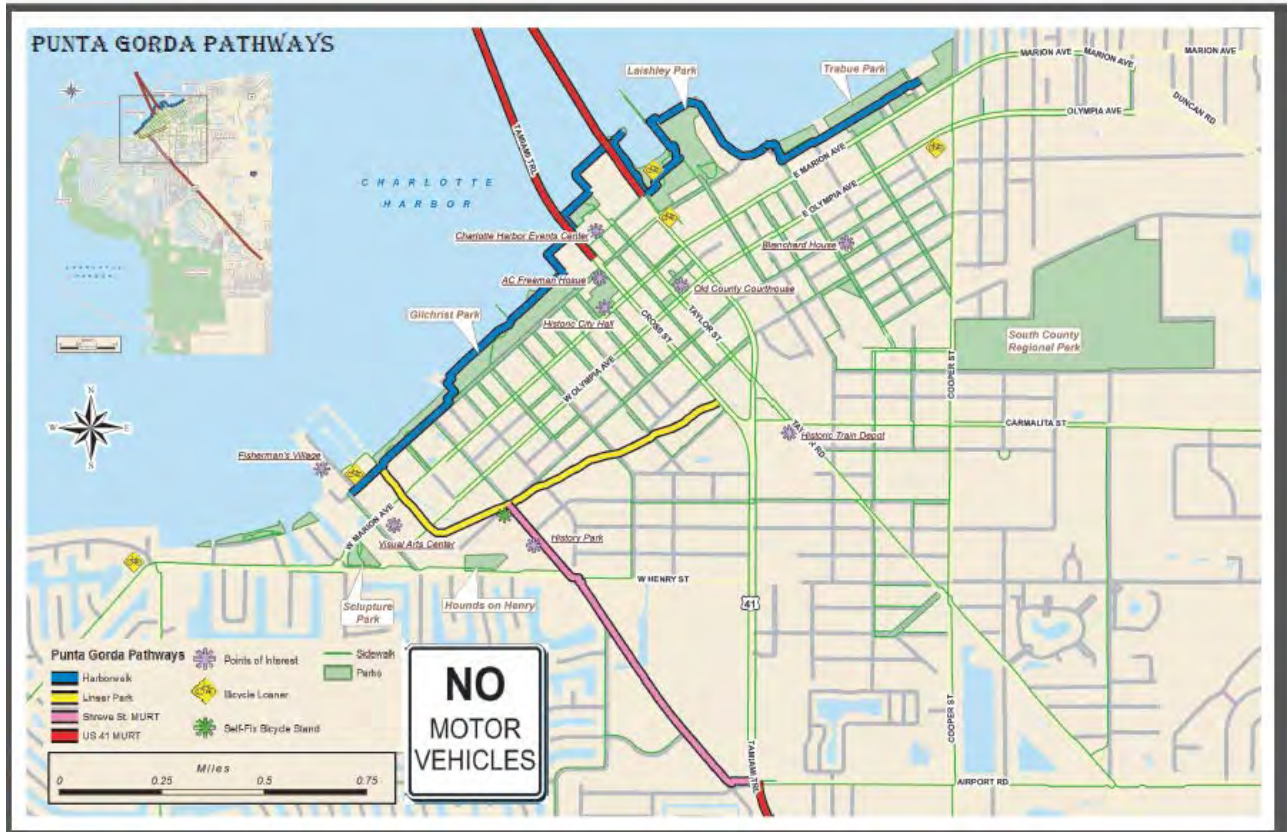 PUNTA GORDA PATHWAYS
Laishley Park
Trabue Park
MARION AVE
MARION AVE
MARION AVE
DUNCAN RD
OLYMPIA AVE
TAMIAMI TRL
E MARION AVE
E OLYMPIA AVE
CHARLOTTE
HARBOR
Charlotte Harbor Events Center
Blanchard House
AC Freeman Hosue
Old County Courthouse
Gilchrist Park
Historic City Hall
CROSS ST
TAYLOR ST
South County
Regional Park
W OLYMPIA AVE
COOPER ST
CARMALITA ST
TAYLOR RD
Historic Train Depot
N
W
E
S
Fisherman's Village
W MARION AVE
Visual Arts Center
History Park
W HENRY ST
Sclupture
Park
Hounds on Henry
41
Punta Gorda Pathways
Harborwalk
Linear Park
Shreve St. MURT
US 41 MURT
Points of Interest
Bicycle Loaner
Self-Fix Bicycle Stand
Sidewalk
Parks
Miles
0
0.25
0.5
0.75
NO
MOTOR
VEHICLES
COOPER ST
TAMIAMI TRL
AIRPORT RD